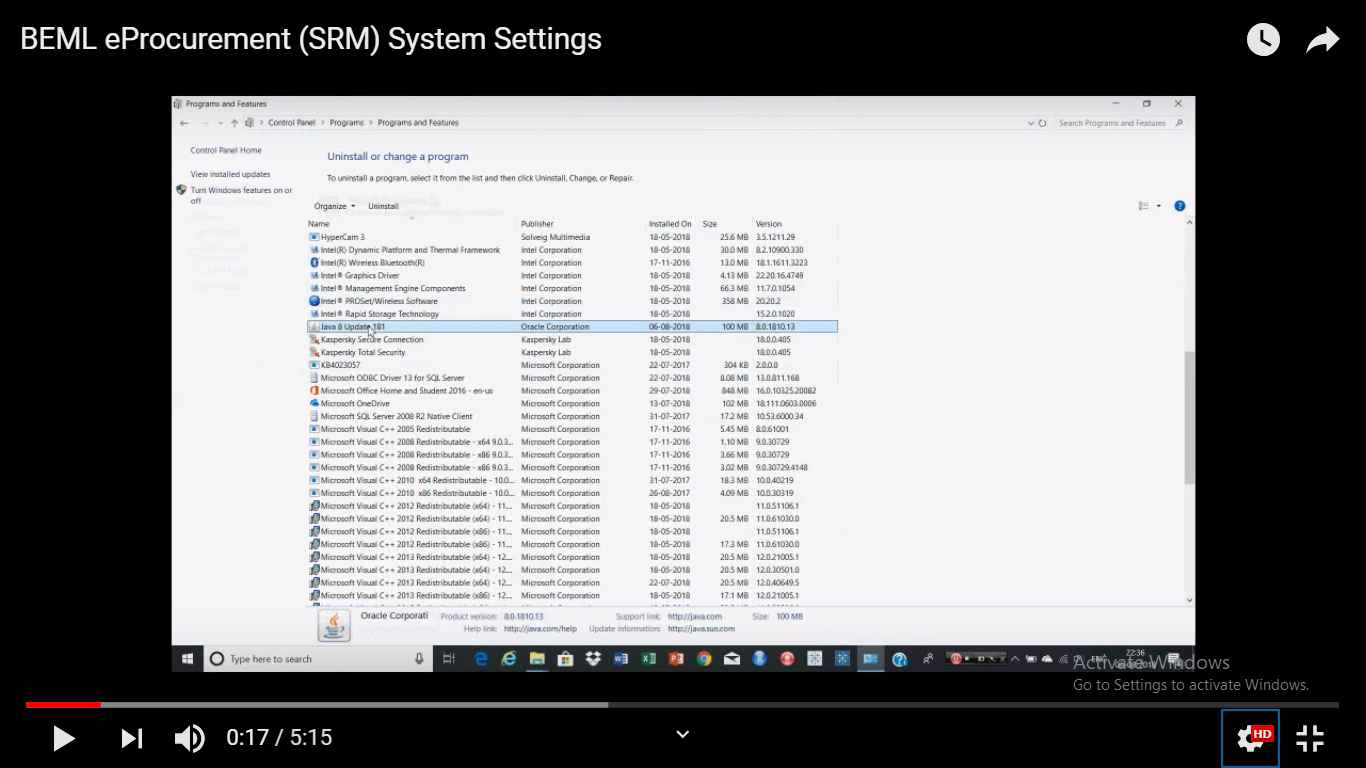 BEML eProcurement (SRM) System Settings
Programs and Features
Control Panel > Programs > Programs and Features
Search Programs and Features
Control Panel Home
View installed updates
Turn Windows features on or
off
Uninstall or change a program
To uninstall a program, select it from the list and then click Uninstall, Change, or Repair.
Organize Uninstall
Name Publisher Installed On Size Version
HyperCam 3 Solveig Multimedia 18-05-2018 25.6 MB 3.5.1211.29
Intel(R) Dynamic Platform and Thermal Framework Intel Corporation 18-05-2018 30.0 MB 8.2.10900.330
Intel(R) Wireless Bluetooth(R) Intel Corporation 17-11-2016 13.0 MB 18.1.1611.3223
Intel® Graphics Driver Intel Corporation 18-05-2018 4.13 MB 22.20.16.4749
Intel® Management Engine Components Intel Corporation 18-05-2018 66.3 MB 11.7.0.1054
Intel® PROSet/Wireless Software Intel Corporation 18-05-2018 358 MB 20.20.2
Intel® Rapid Storage Technology Intel Corporation 18-05-2018 15.2.0.1020
Java 8 Update 181 Oracle Corporation 06-08-2018 100 MB 8.0.1810.13
Kaspersky Secure Connection Kaspersky Lab 18-05-2018 18.0.0.405
Kaspersky Total Security Kaspersky Lab 18-05-2018 18.0.0.405
KB4023057 Microsoft Corporation 22-07-2017 304 KB 2.0.0.0
Microsoft ODBC Driver 13 for SQL Server Microsoft Corporation 22-07-2018 8.08 MB 13.0.811.168
Microsoft Office Home and Student 2016 - en-us Microsoft Corporation 29-07-2018 848 MB 16.0.10325.20082
Microsoft OneDrive Microsoft Corporation 13-07-2018 102 MB 18.111.0603.0006
Microsoft SQL Server 2008 R2 Native Client Microsoft Corporation 31-07-2017 17.2 MB 10.53.6000.34
Microsoft Visual C++ 2005 Redistributable Microsoft Corporation 17-11-2016 5.45 MB 8.0.61001
Microsoft Visual C++ 2008 Redistributable - x64 9.0.3... Microsoft Corporation 17-11-2016 1.10 MB 9.0.30729
Microsoft Visual C++ 2008 Redistributable - x86 9.0.3... Microsoft Corporation 17-11-2016 3.66 MB 9.0.30729
Microsoft Visual C++ 2008 Redistributable - x86 9.0.3... Microsoft Corporation 17-11-2016 3.02 MB 9.0.30729.4148
Microsoft Visual C++ 2010 x64 Redistributable - 10.0... Microsoft Corporation 31-07-2017 18.3 MB 10.0.40219
Microsoft Visual C++ 2010 x86 Redistributable - 10.0... Microsoft Corporation 26-08-2017 4.09 MB 10.0.30319
Microsoft Visual C++ 2012 Redistributable (x64) - 11.... Microsoft Corporation 18-05-2018 11.0.51106.1
Microsoft Visual C++ 2012 Redistributable (x64) - 11.... Microsoft Corporation 18-05-2018 20.5 MB 11.0.61030.0
Microsoft Visual C++ 2012 Redistributable (x86) - 11.... Microsoft Corporation 18-05-2018 11.0.51106.1
Microsoft Visual C++ 2012 Redistributable (x86) - 11.... Microsoft Corporation 18-05-2018 17.3 MB 11.0.61030.0
Microsoft Visual C++ 2013 Redistributable (x64) - 12.... Microsoft Corporation 18-05-2018 20.5 MB 12.0.21005.1
Microsoft Visual C++ 2013 Redistributable (x64) - 12.... Microsoft Corporation 18-05-2018 20.5 MB 12.0.30501.0
Microsoft Visual C++ 2013 Redistributable (x64) - 12.... Microsoft Corporation 22-07-2018 20.5 MB 12.0.40649.5
Microsoft Visual C++ 2013 Redistributable (x86) - 12.... Microsoft Corporation 18-05-2018 17.1 MB 12.0.21005.1
Oracle Corporati Product version: 8.0.1810.13 Support link: http://java.com Size: 100 MB
Help link: http://java.com/help Update information: http://java.sun.com
Type here to search
22:36
Activate Windows
Go to Settings to activate Windows.
0:17 / 5:15
HD